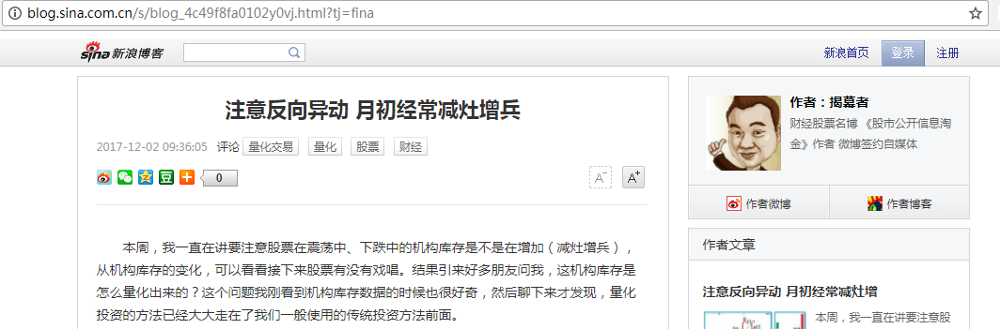 blog.sina.com.cn/s/blog_4c49f8fa0102y0vj.html?tj=fina
sina 新浪博客
新浪首页 登录 注册
注意反向异动 月初经常减灶增兵
2017-12-02 09:36:05 评论 量化交易 量化 股票 财经
豆 0
A- A+
本周，我一直在讲要注意股票在震荡中、下跌中的机构库存是不是在增加（减灶增兵），
从机构库存的变化，可以看看接下来股票有没有戏唱。结果引来好多朋友问我，这机构库存是
怎么量化出来的？这个问题我刚看到机构库存数据的时候也很好奇，然后聊下来才发现，量化
投资的方法已经大大走在了我们一般使用的传统投资方法前面。
作者：揭幕者
财经股票名博 《股市公开信息淘
金》作者 微博签约自媒体
作者微博 作者博客
作者文章
注意反向异动 月初经常减灶增
本周，我一直在讲要注意股